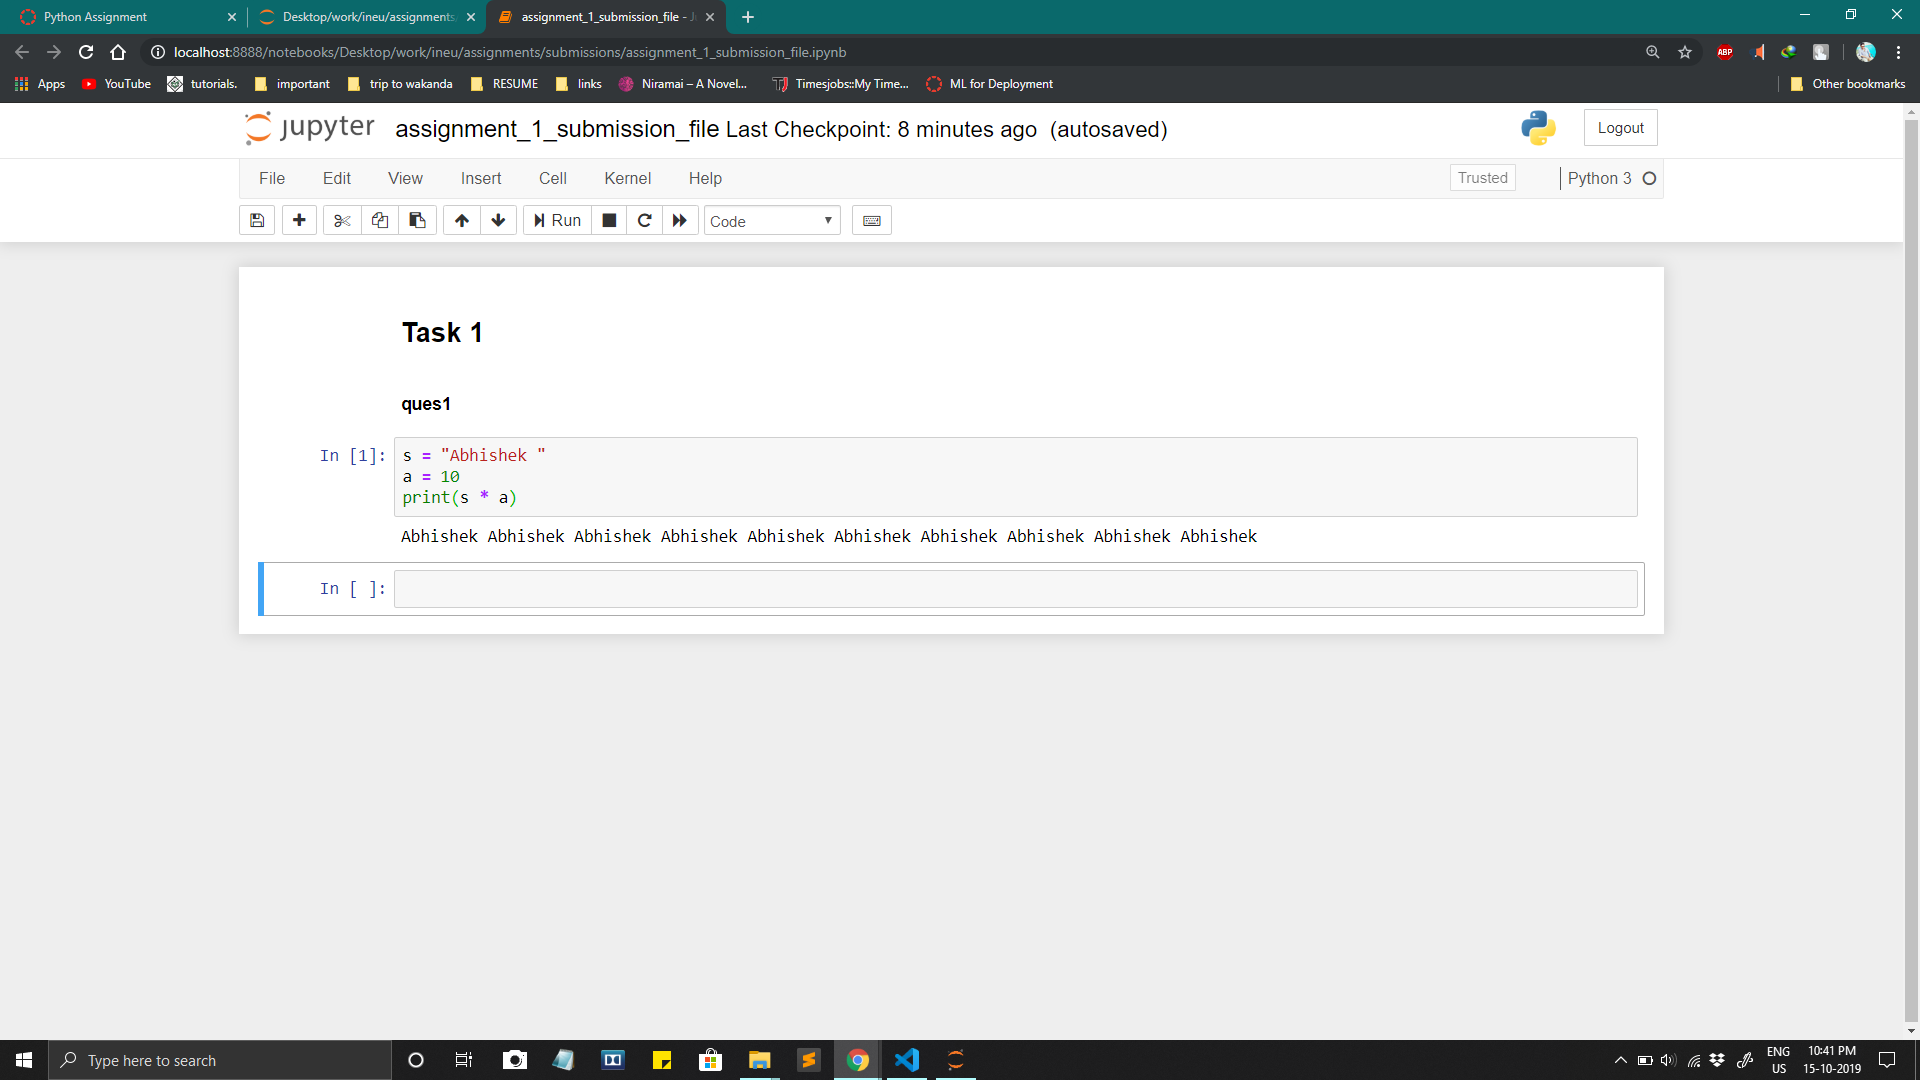 Python Assignment
Desktop/work/ineu/assignments
assignment_1_submission_file - J
localhost:8888/notebooks/Desktop/work/ineu/assignments/submissions/assignment_1_submission_file.ipynb
ABP
Apps YouTube tutorials. important trip to wakanda RESUME links Niramai – A Novel... TJ Timesjobs::My Time... ML for Deployment Other bookmarks
jupyter assignment_1_submission_file Last Checkpoint: 8 minutes ago (autosaved) Logout
File Edit View Insert Cell Kernel Help Trusted Python 3
Run Code
Task 1
ques1
In [1]: s = "Abhishek "
a = 10
print(s * a)
Abhishek Abhishek Abhishek Abhishek Abhishek Abhishek Abhishek Abhishek Abhishek Abhishek
In [ ]:
Type here to search
ENG
US
10:41 PM
15-10-2019